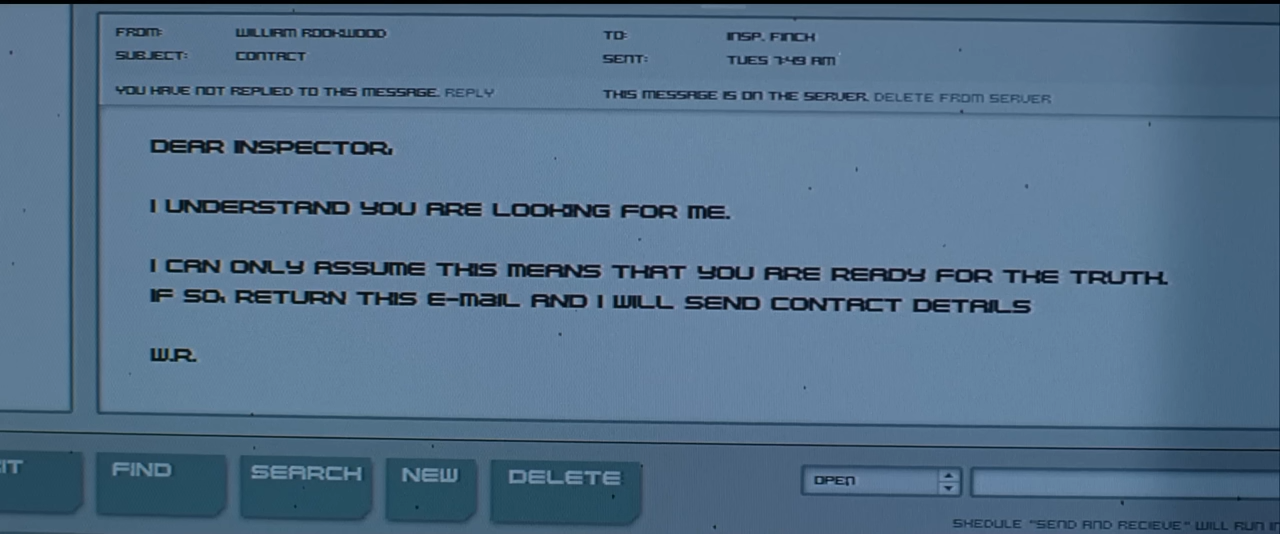 FROM: WILLIAM ROOKWOOD TO: INSP. FINCH
SUBJECT: CONTACT SENT: TUES 7:49 AM
YOU HAVE NOT REPLIED TO THIS MESSAGE. REPLY THIS MESSAGE IS ON THE SERVER. DELETE FROM SERVER
DEAR INSPECTOR,
I UNDERSTAND YOU ARE LOOKING FOR ME.
I CAN ONLY ASSUME THIS MEANS THAT YOU ARE READY FOR THE TRUTH.
IF SO, RETURN THIS E-MAIL AND I WILL SEND CONTACT DETAILS
W.R.
FIND SEARCH NEW DELETE OPEN
SHEDULE "SEND AND RECIEVE" WILL RUN